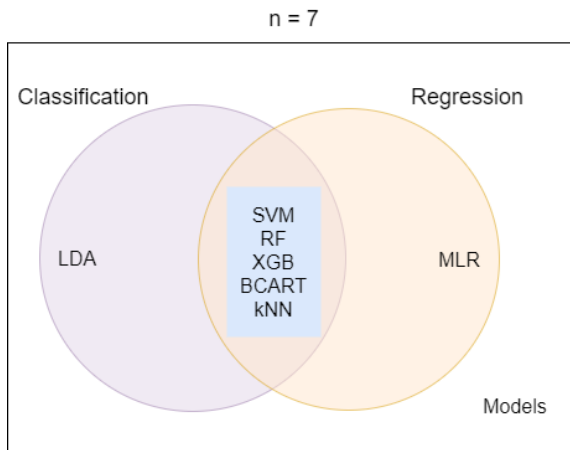 n = 7
Classification
Regression
SVM
RF
LDA
XGB
MLR
BCART
kNN
Models